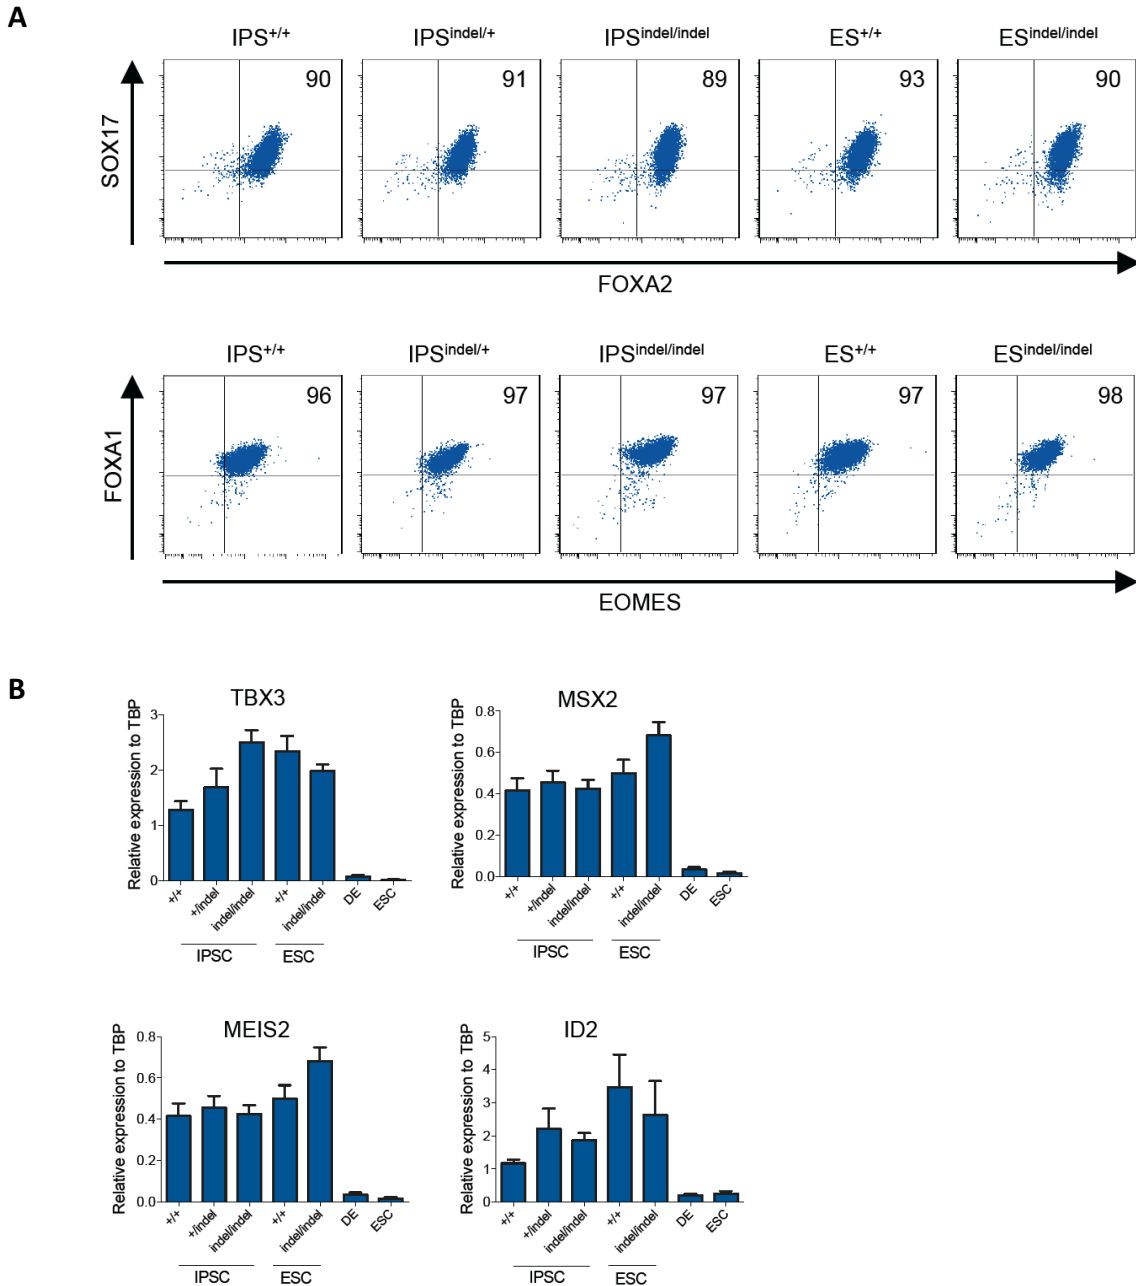 A
IPS+/+ IPSindel/+ IPSindel/indel ES+/+ ESindel/indel
90 91 89 93 90
SOX17
FOXA2
IPS+/+ IPSindel/+ IPSindel/indel ES+/+ ESindel/indel
96 97 97 97 98
FOXA1
EOMES
B
TBX3
Relative expression to TBP
3
2
1
0
+/+ +/indel indel/indel +/+ indel/indel DE ESC
IPSC ESC
MSX2
Relative expression to TBP
0.8
0.6
0.4
0.2
0.0
+/+ +/indel indel/indel +/+ indel/indel DE ESC
IPSC ESC
MEIS2
Relative expression to TBP
0.8
0.6
0.4
0.2
0.0
+/+ +/indel indel/indel +/+ indel/indel DE ESC
IPSC ESC
ID2
Relative expression to TBP
5
4
3
2
1
0
+/+ +/indel indel/indel +/+ indel/indel DE ESC
IPSC ESC